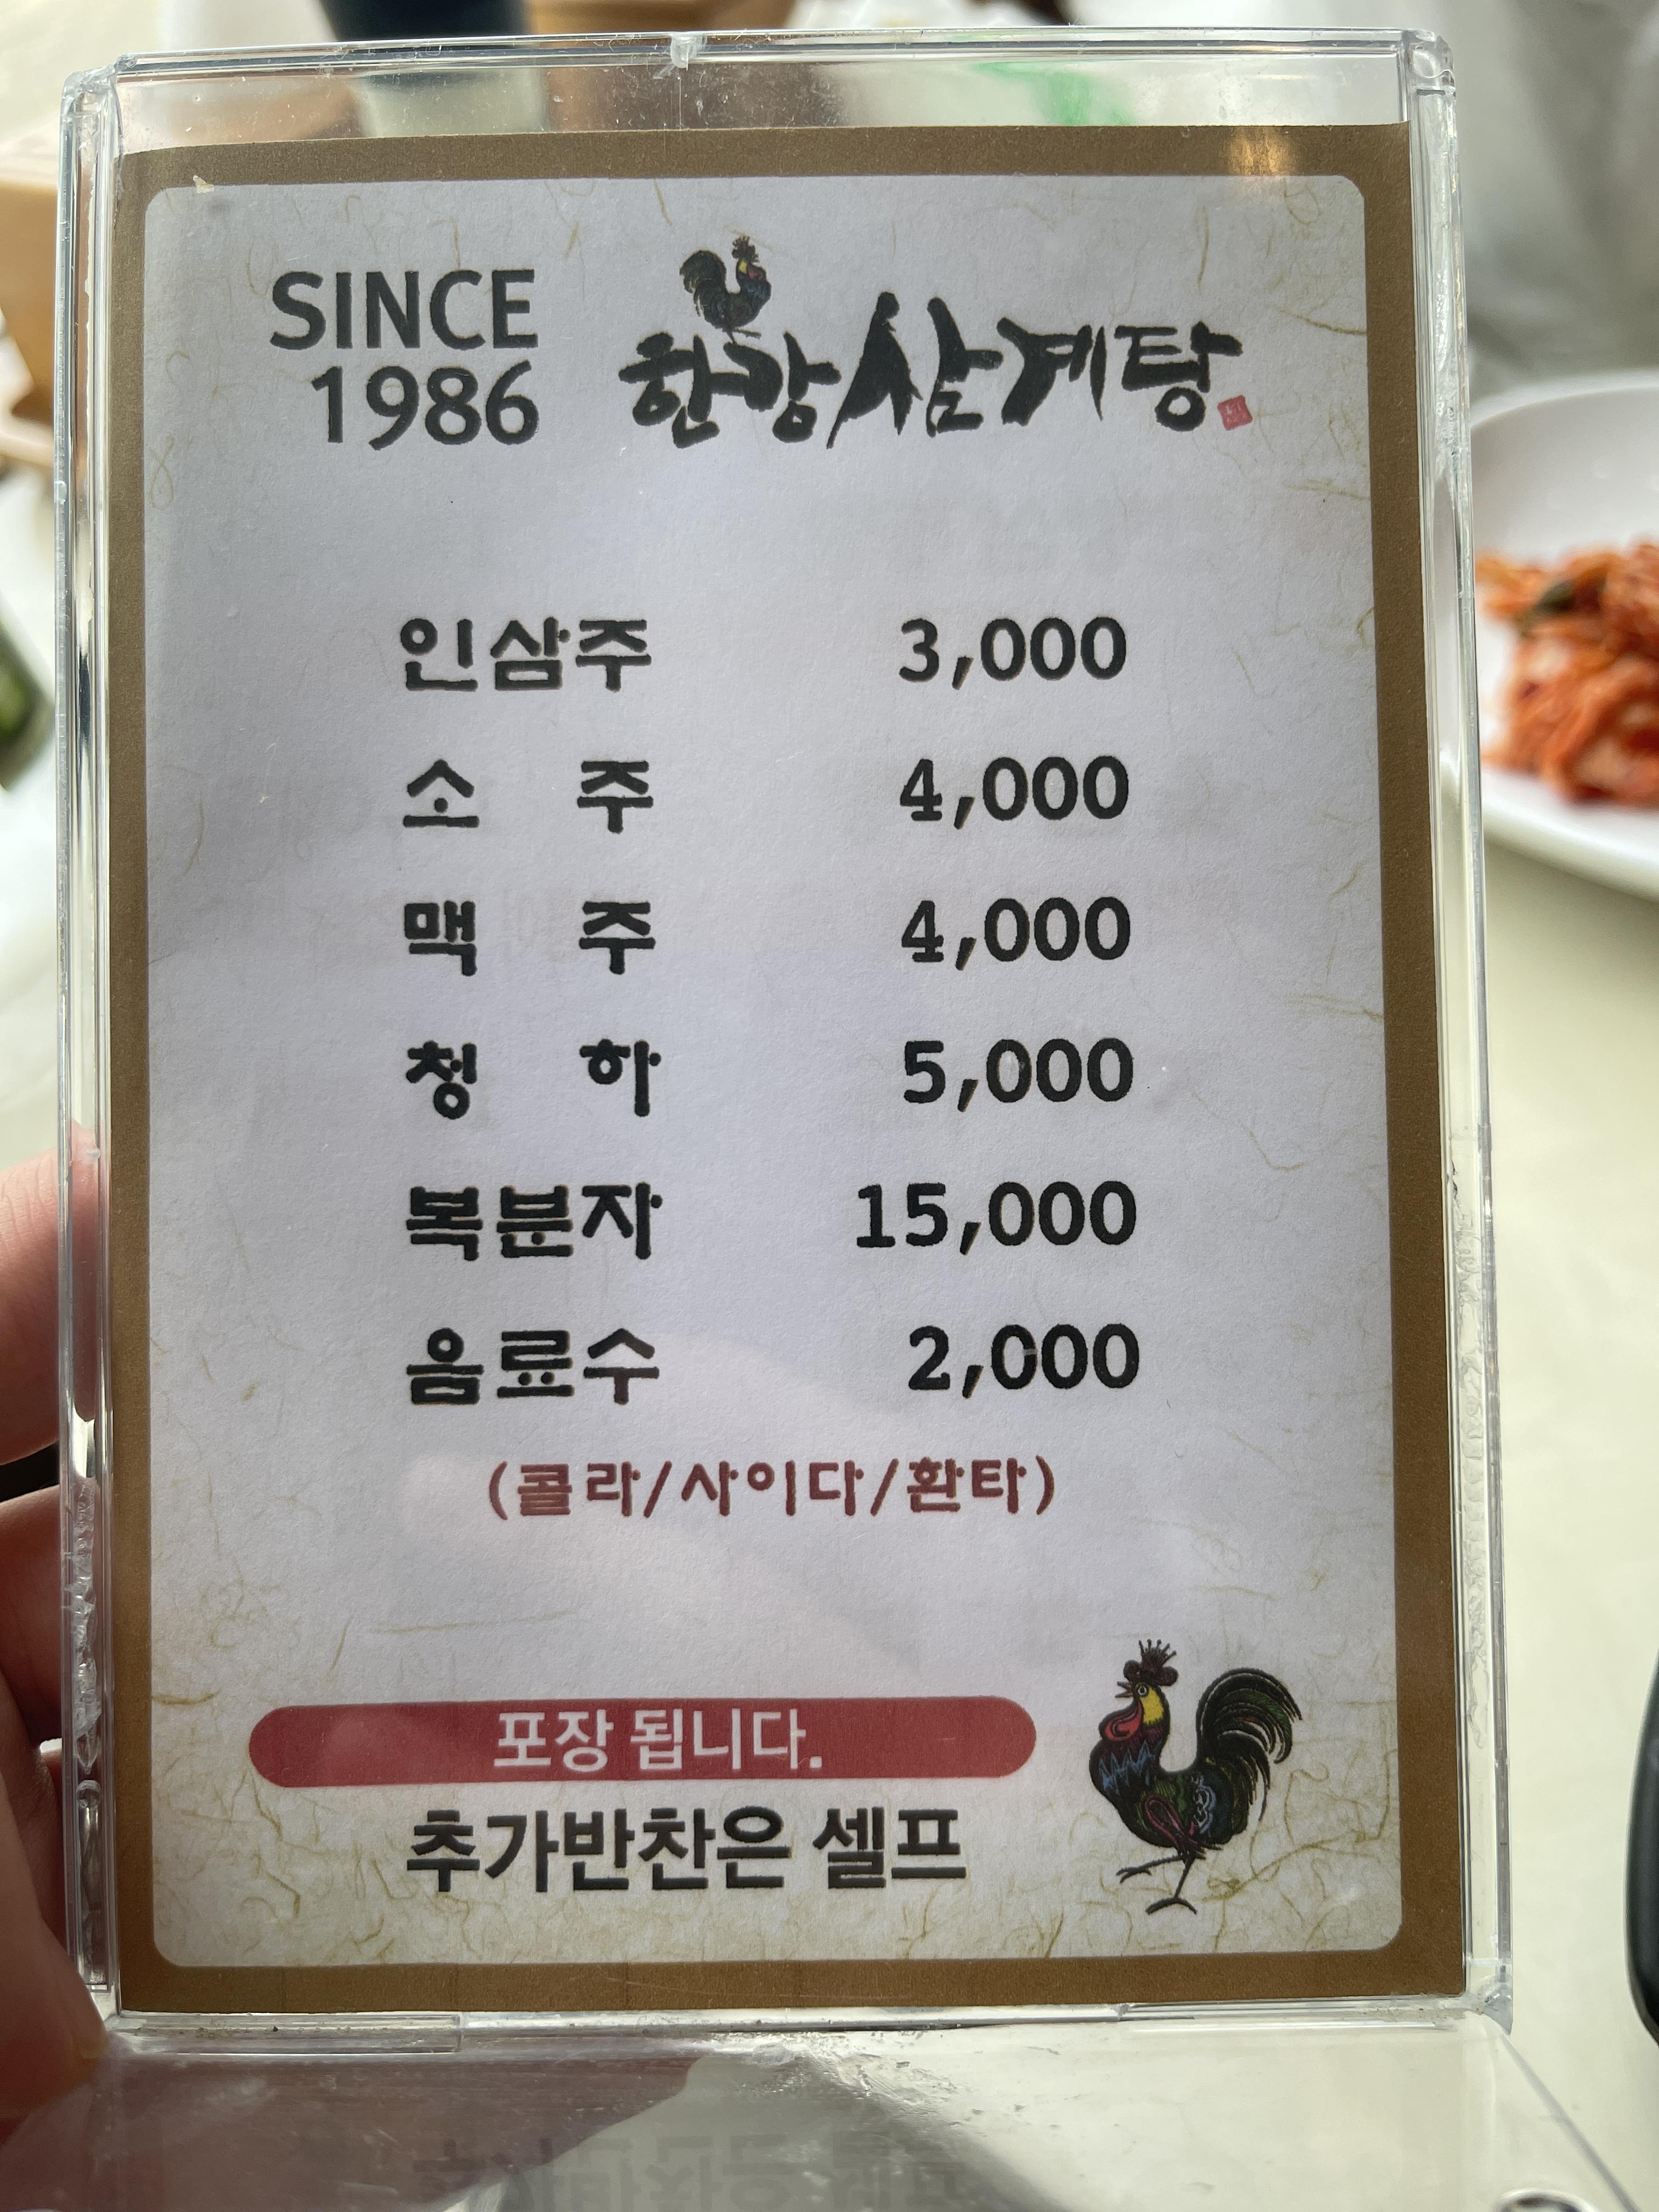 SINCE
1986
한강삼계탕
인삼주 3,000
소 주 4,000
맥 주 4,000
청 하 5,000
복분자 15,000
음료수 2,000
(콜라/사이다/환타)
포장 됩니다.
추가반찬은 셀프